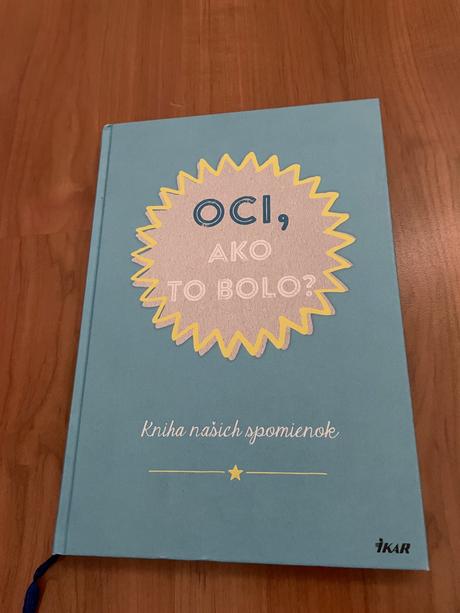 OCI,
AKO
TO BOLO?
Kniha našich spomienok
IKAR